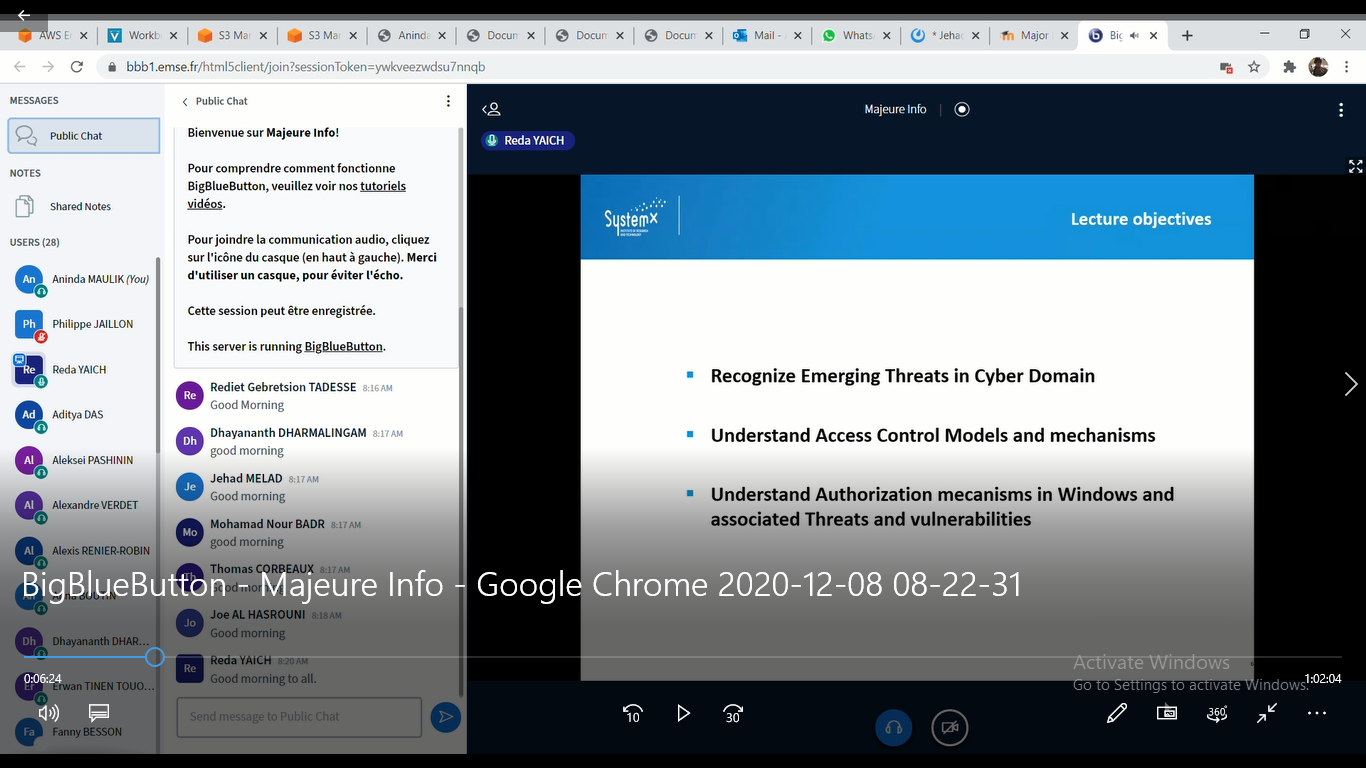 AWS E
Workb
S3 Ma
S3 Ma
Aninda
Docum
Docum
Docum
Mail -
Whats
* Jeha
Major
Big
bbb1.emse.fr/html5client/join?sessionToken=ywkveezwdsu7nnqb
MESSAGES
Public Chat
NOTES
Shared Notes
USERS (28)
An
Aninda MAULIK (You)
Ph
Philippe JAILLON
Re
Reda YAICH
Ad
Aditya DAS
Al
Aleksei PASHININ
Al
Alexandre VERDET
Al
Alexis RENIER-ROBIN
Dh
Dhayananth DHAR...
Er
Erwan TINEN TOUO...
Fa
Fanny BESSON
Public Chat
Bienvenue sur Majeure Info!
Pour comprendre comment fonctionne
BigBlueButton, veuillez voir nos tutoriels
vidéos.
Pour joindre la communication audio, cliquez
sur l'icône du casque (en haut à gauche). Merci
d'utiliser un casque, pour éviter l'écho.
Cette session peut être enregistrée.
This server is running BigBlueButton.
Re
Rediet Gebretsion TADESSE 8:16 AM
Good Morning
Dh
Dhayananth DHARMALINGAM 8:17 AM
good morning
Je
Jehad MELAD 8:17 AM
Good morning
Mo
Mohamad Nour BADR 8:17 AM
good morning
Th
Thomas CORBEAUX 8:17 AM
Good morning
Jo
Joe AL HASROUNI 8:18 AM
Good morning
Re
Reda YAICH 8:20 AM
Good morning to all.
Send message to Public Chat
Majeure Info
Reda YAICH
SystemX
Lecture objectives
Recognize Emerging Threats in Cyber Domain
Understand Access Control Models and mechanisms
Understand Authorization mecanisms in Windows and
associated Threats and vulnerabilities
BigBlueButton - Majeure Info - Google Chrome 2020-12-08 08-22-31
0:06:24
1:02:04
Activate Windows
Go to Settings to activate Windows.
10
30
360°